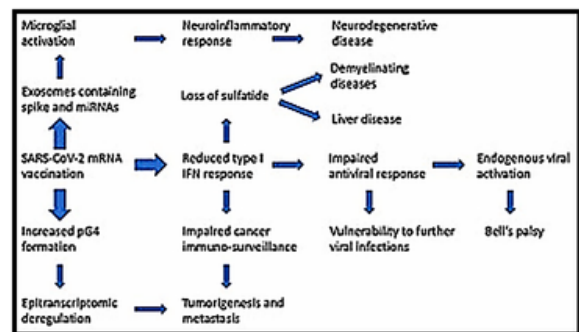 Microglial
activation
Neuroinflammatory
response
Neurodegenerative
disease
Demyelinating
diseases
Exosomes containing
spike and miRNAs
Loss of sulfatide
Liver disease
SARS-CoV-2 mRNA
vaccination
Reduced type I
IFN response
Impaired
antiviral response
Endogenous viral
activation
Increased pG4
formation
Impaired cancer
immuno-surveillance
Vulnerability to further
viral infections
Bell's palsy
Epitranscriptomic
deregulation
Tumorigenesis and
metastasis